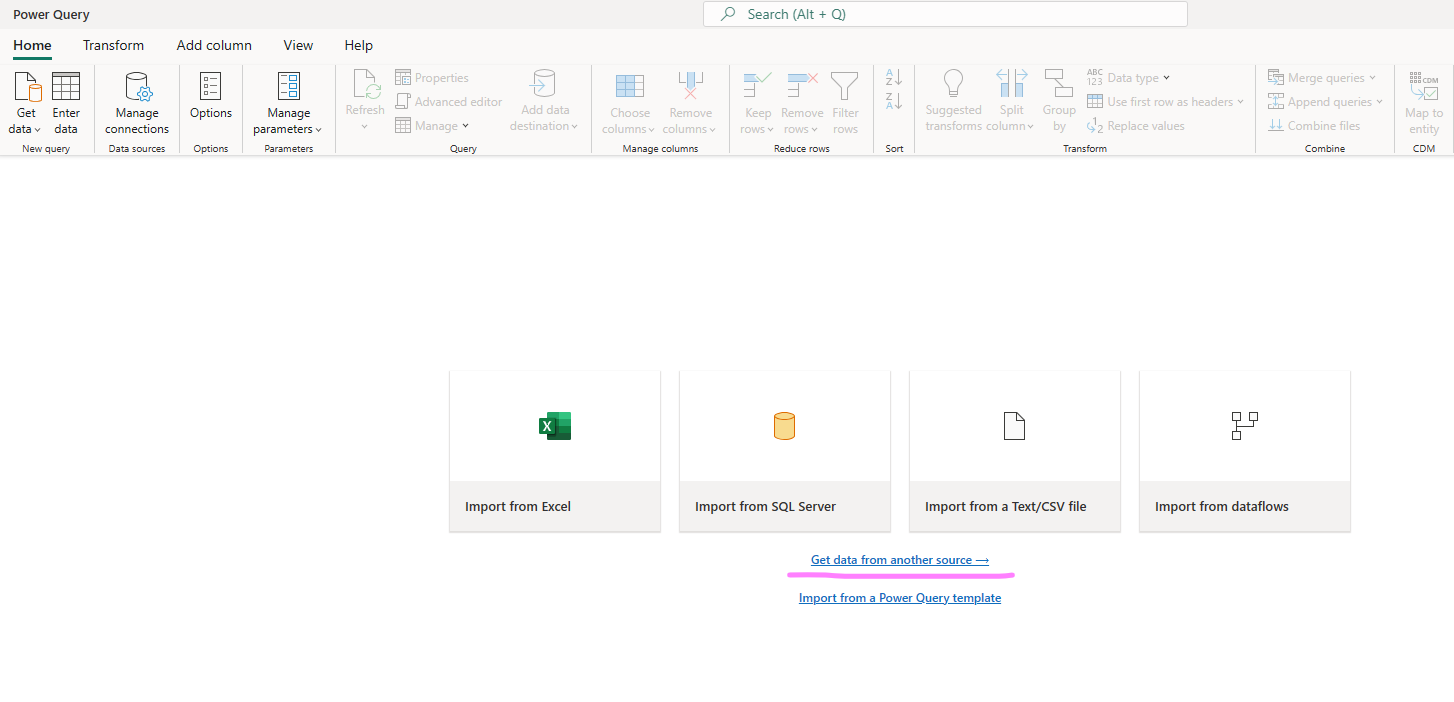 Power Query
Search (Alt + Q)
Home Transform Add column View Help
Get data
Enter data
New query
Manage connections
Data sources
Options
Options
Manage parameters
Parameters
Refresh
Properties
Advanced editor
Manage
Add data destination
Query
Choose columns
Remove columns
Manage columns
Keep rows
Remove rows
Filter rows
Reduce rows
A Z
Z A
Sort
Suggested transforms
Split column
Group by
ABC 123 Data type
Use first row as headers
1 2 Replace values
Transform
Merge queries
Append queries
Combine files
Combine
CDM
Map to entity
CDM
X
Import from Excel
Import from SQL Server
Import from a Text/CSV file
Import from dataflows
Get data from another source →
Import from a Power Query template